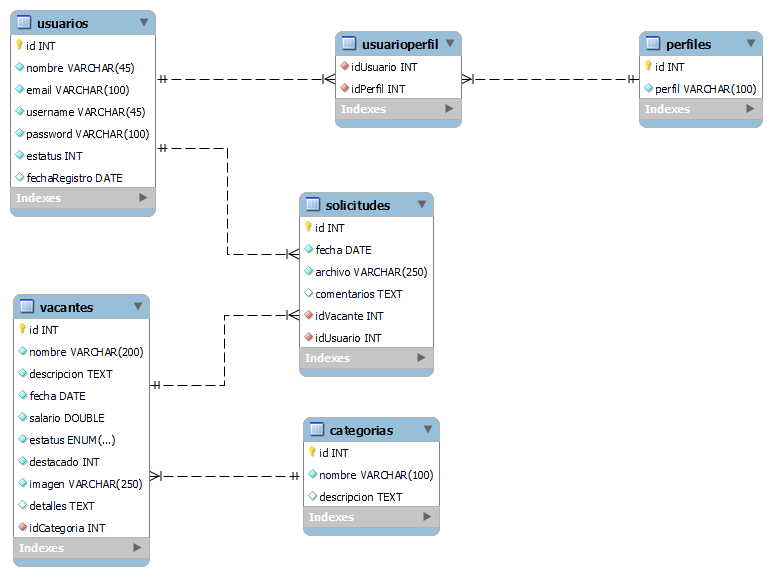 usuarios
id INT
nombre VARCHAR(45)
email VARCHAR(100)
username VARCHAR(45)
password VARCHAR(100)
estatus INT
fechaRegistro DATE
Indexes
usuarioperfil
idUsuario INT
idPerfil INT
Indexes
perfiles
id INT
perfil VARCHAR(100)
Indexes
solicitudes
id INT
fecha DATE
archivo VARCHAR(250)
comentarios TEXT
idVacante INT
idUsuario INT
Indexes
vacantes
id INT
nombre VARCHAR(200)
descripcion TEXT
fecha DATE
salario DOUBLE
estatus ENUM(...)
destacado INT
imagen VARCHAR(250)
detalles TEXT
idCategoria INT
Indexes
categorias
id INT
nombre VARCHAR(100)
descripcion TEXT
Indexes